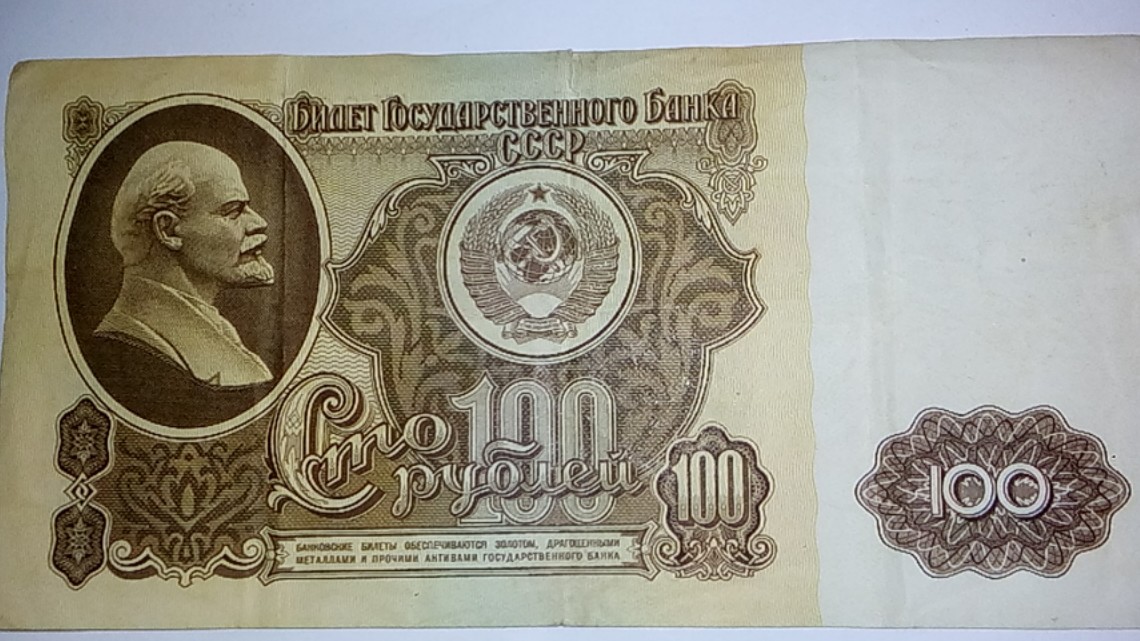 Билет Государственного Банка
СССР
100
Сто
рублей
100
100
100
БАНКОВСКИЕ БИЛЕТЫ ОБЕСПЕЧИВАЮТСЯ ЗОЛОТОМ, ДРАГОЦЕННЫМИ
МЕТАЛЛАМИ И ПРОЧИМИ АКТИВАМИ ГОСУДАРСТВЕННОГО БАНКА